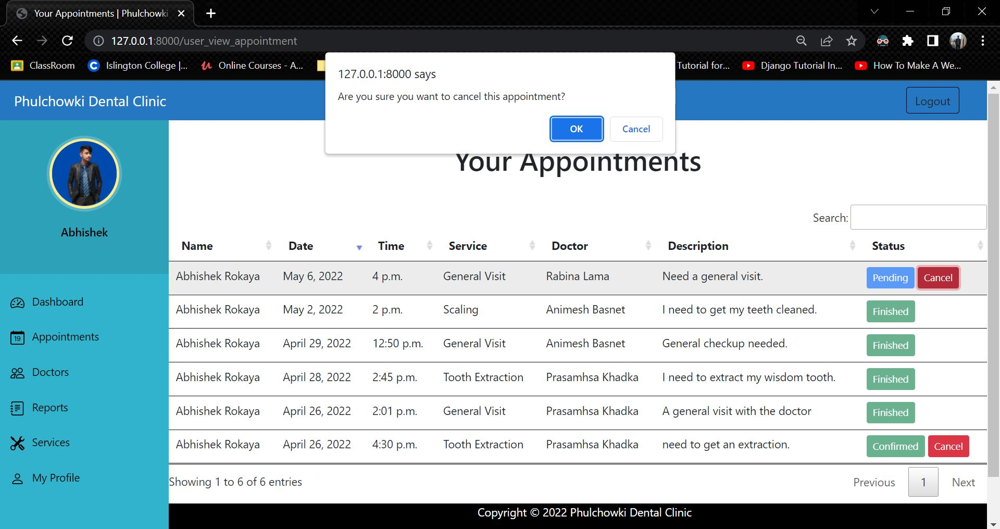 Your Appointments | Phulchowki
127.0.0.1:8000/user_view_appointment
ClassRoom
Islington College |...
Online Courses - A...
Tutorial for...
Django Tutorial In...
How To Make A We...
127.0.0.1:8000 says
Are you sure you want to cancel this appointment?
OK Cancel
Phulchowki Dental Clinic
Logout
Abhishek
Dashboard
19
Appointments
Doctors
Reports
Services
My Profile
Your Appointments
Search:
Name Date Time Service Doctor Description Status
Abhishek Rokaya May 6, 2022 4 p.m. General Visit Rabina Lama Need a general visit. Pending Cancel
Abhishek Rokaya May 2, 2022 2 p.m. Scaling Animesh Basnet I need to get my teeth cleaned. Finished
Abhishek Rokaya April 29, 2022 12:50 p.m. General Visit Animesh Basnet General checkup needed. Finished
Abhishek Rokaya April 28, 2022 2:45 p.m. Tooth Extraction Prasamhsa Khadka I need to extract my wisdom tooth. Finished
Abhishek Rokaya April 26, 2022 2:01 p.m. General Visit Prasamhsa Khadka A general visit with the doctor Finished
Abhishek Rokaya April 26, 2022 4:30 p.m. Tooth Extraction Prasamhsa Khadka need to get an extraction. Confirmed Cancel
Showing 1 to 6 of 6 entries
Previous 1 Next
Copyright © 2022 Phulchowki Dental Clinic